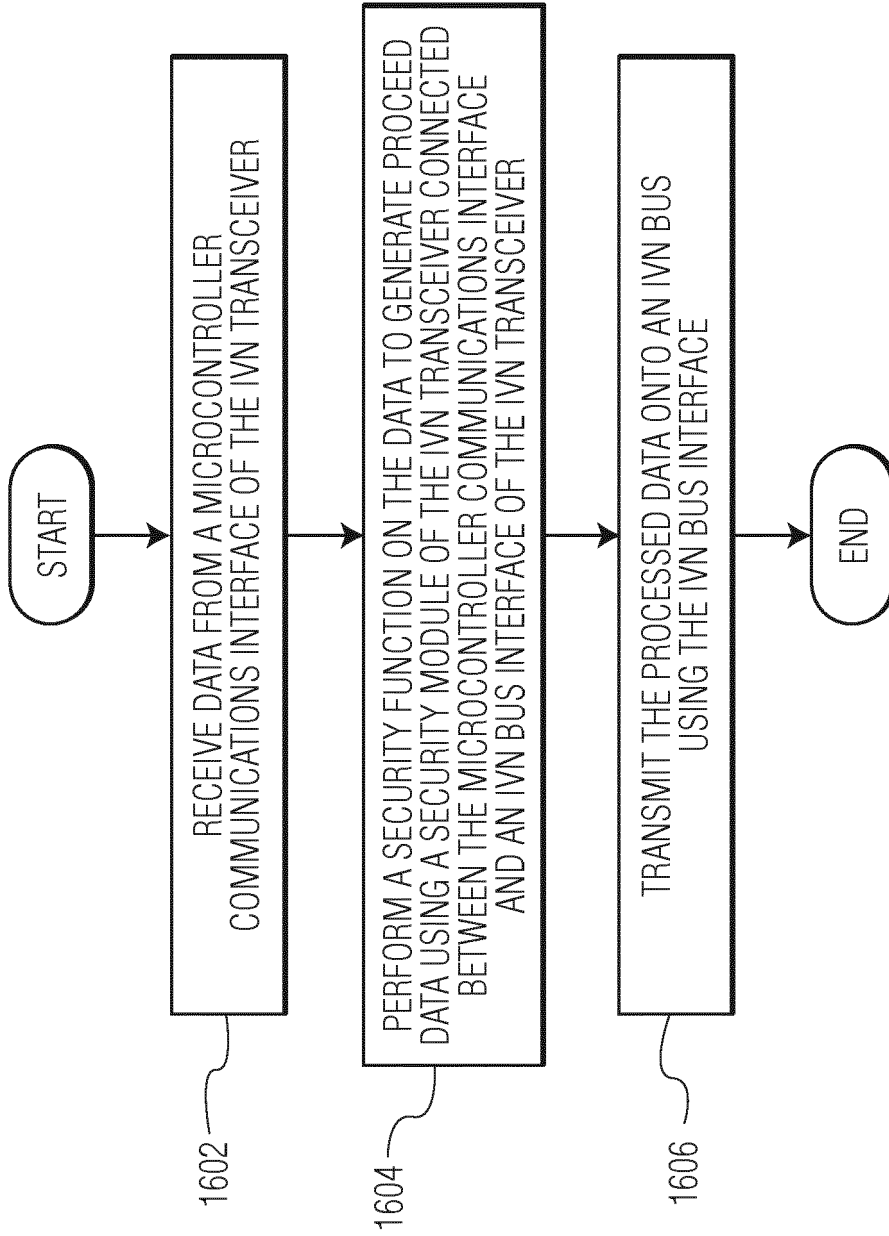 START
RECEIVE DATA FROM A MICROCONTROLLER
COMMUNICATIONS INTERFACE OF THE IVN TRANSCEIVER
1602
PERFORM A SECURITY FUNCTION ON THE DATA TO GENERATE PROCEED
DATA USING A SECURITY MODULE OF THE IVN TRANSCEIVER CONNECTED
BETWEEN THE MICROCONTROLLER COMMUNICATIONS INTERFACE
AND AN IVN BUS INTERFACE OF THE IVN TRANSCEIVER
1604
TRANSMIT THE PROCESSED DATA ONTO AN IVN BUS
USING THE IVN BUS INTERFACE
1606
END